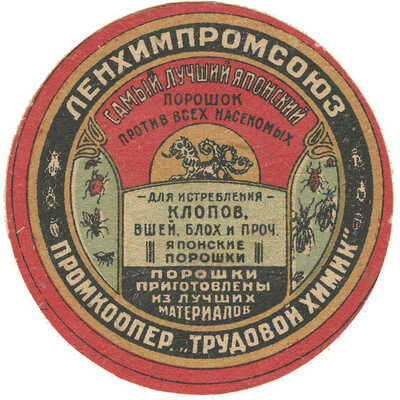 ЛЕНХИМПРОМСОЮЗ
САМЫЙ ЛУЧШИЙ ЯПОНСКИЙ
ПОРОШОК
ПРОТИВ ВСЕХ НАСЕКОМЫХ
– ДЛЯ ИСТРЕБЛЕНИЯ –
КЛОПОВ,
ВШЕЙ, БЛОХ И ПРОЧ.
ЯПОНСКИЕ
ПОРОШКИ
ПОРОШКИ
ПРИГОТОВЛЕНЫ
ИЗ ЛУЧШИХ
МАТЕРИАЛОВ
ПРОМКООПЕР. „ТРУДОВОЙ ХИМИК"